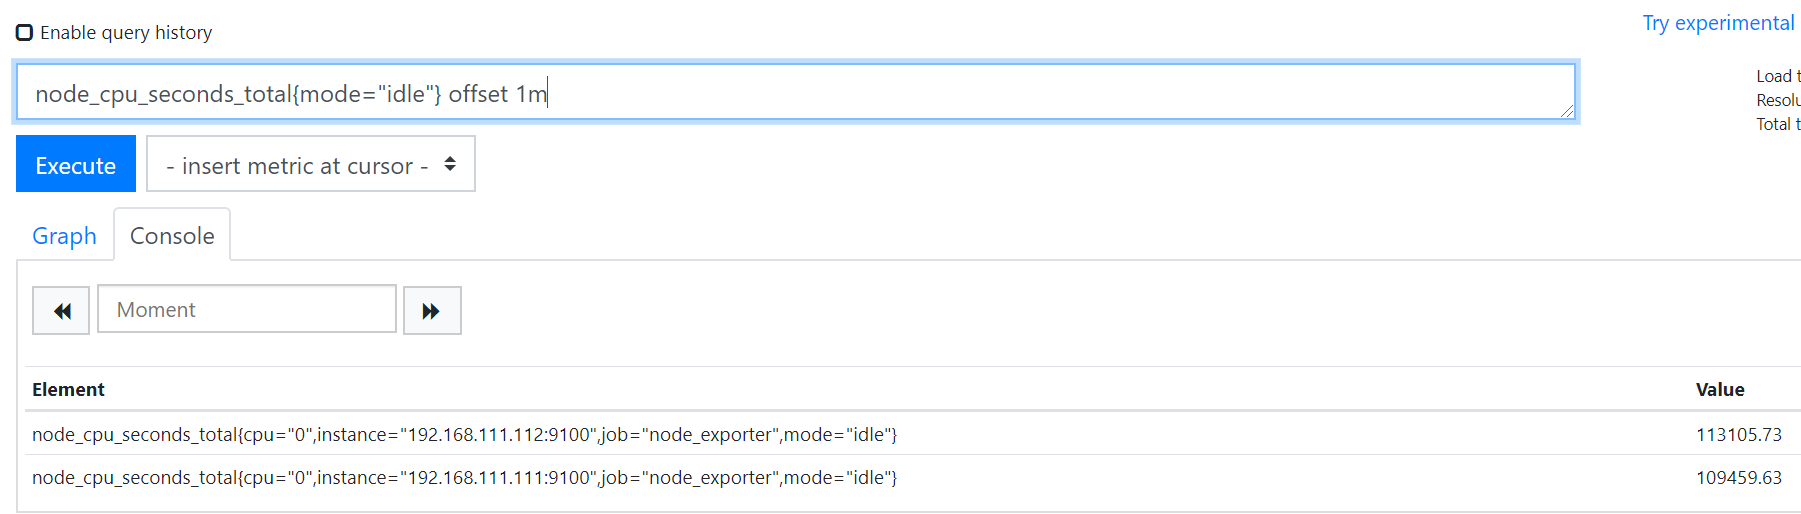 Enable query history
Try experimental
node_cpu_seconds_total{mode="idle"} offset 1m
Load
Total
Execute
- insert metric at cursor -
Graph Console
Moment
Element Value
node_cpu_seconds_total{cpu="0",instance="192.168.111.112:9100",job="node_exporter",mode="idle"} 113105.73
node_cpu_seconds_total{cpu="0",instance="192.168.111.111:9100",job="node_exporter",mode="idle"} 109459.63